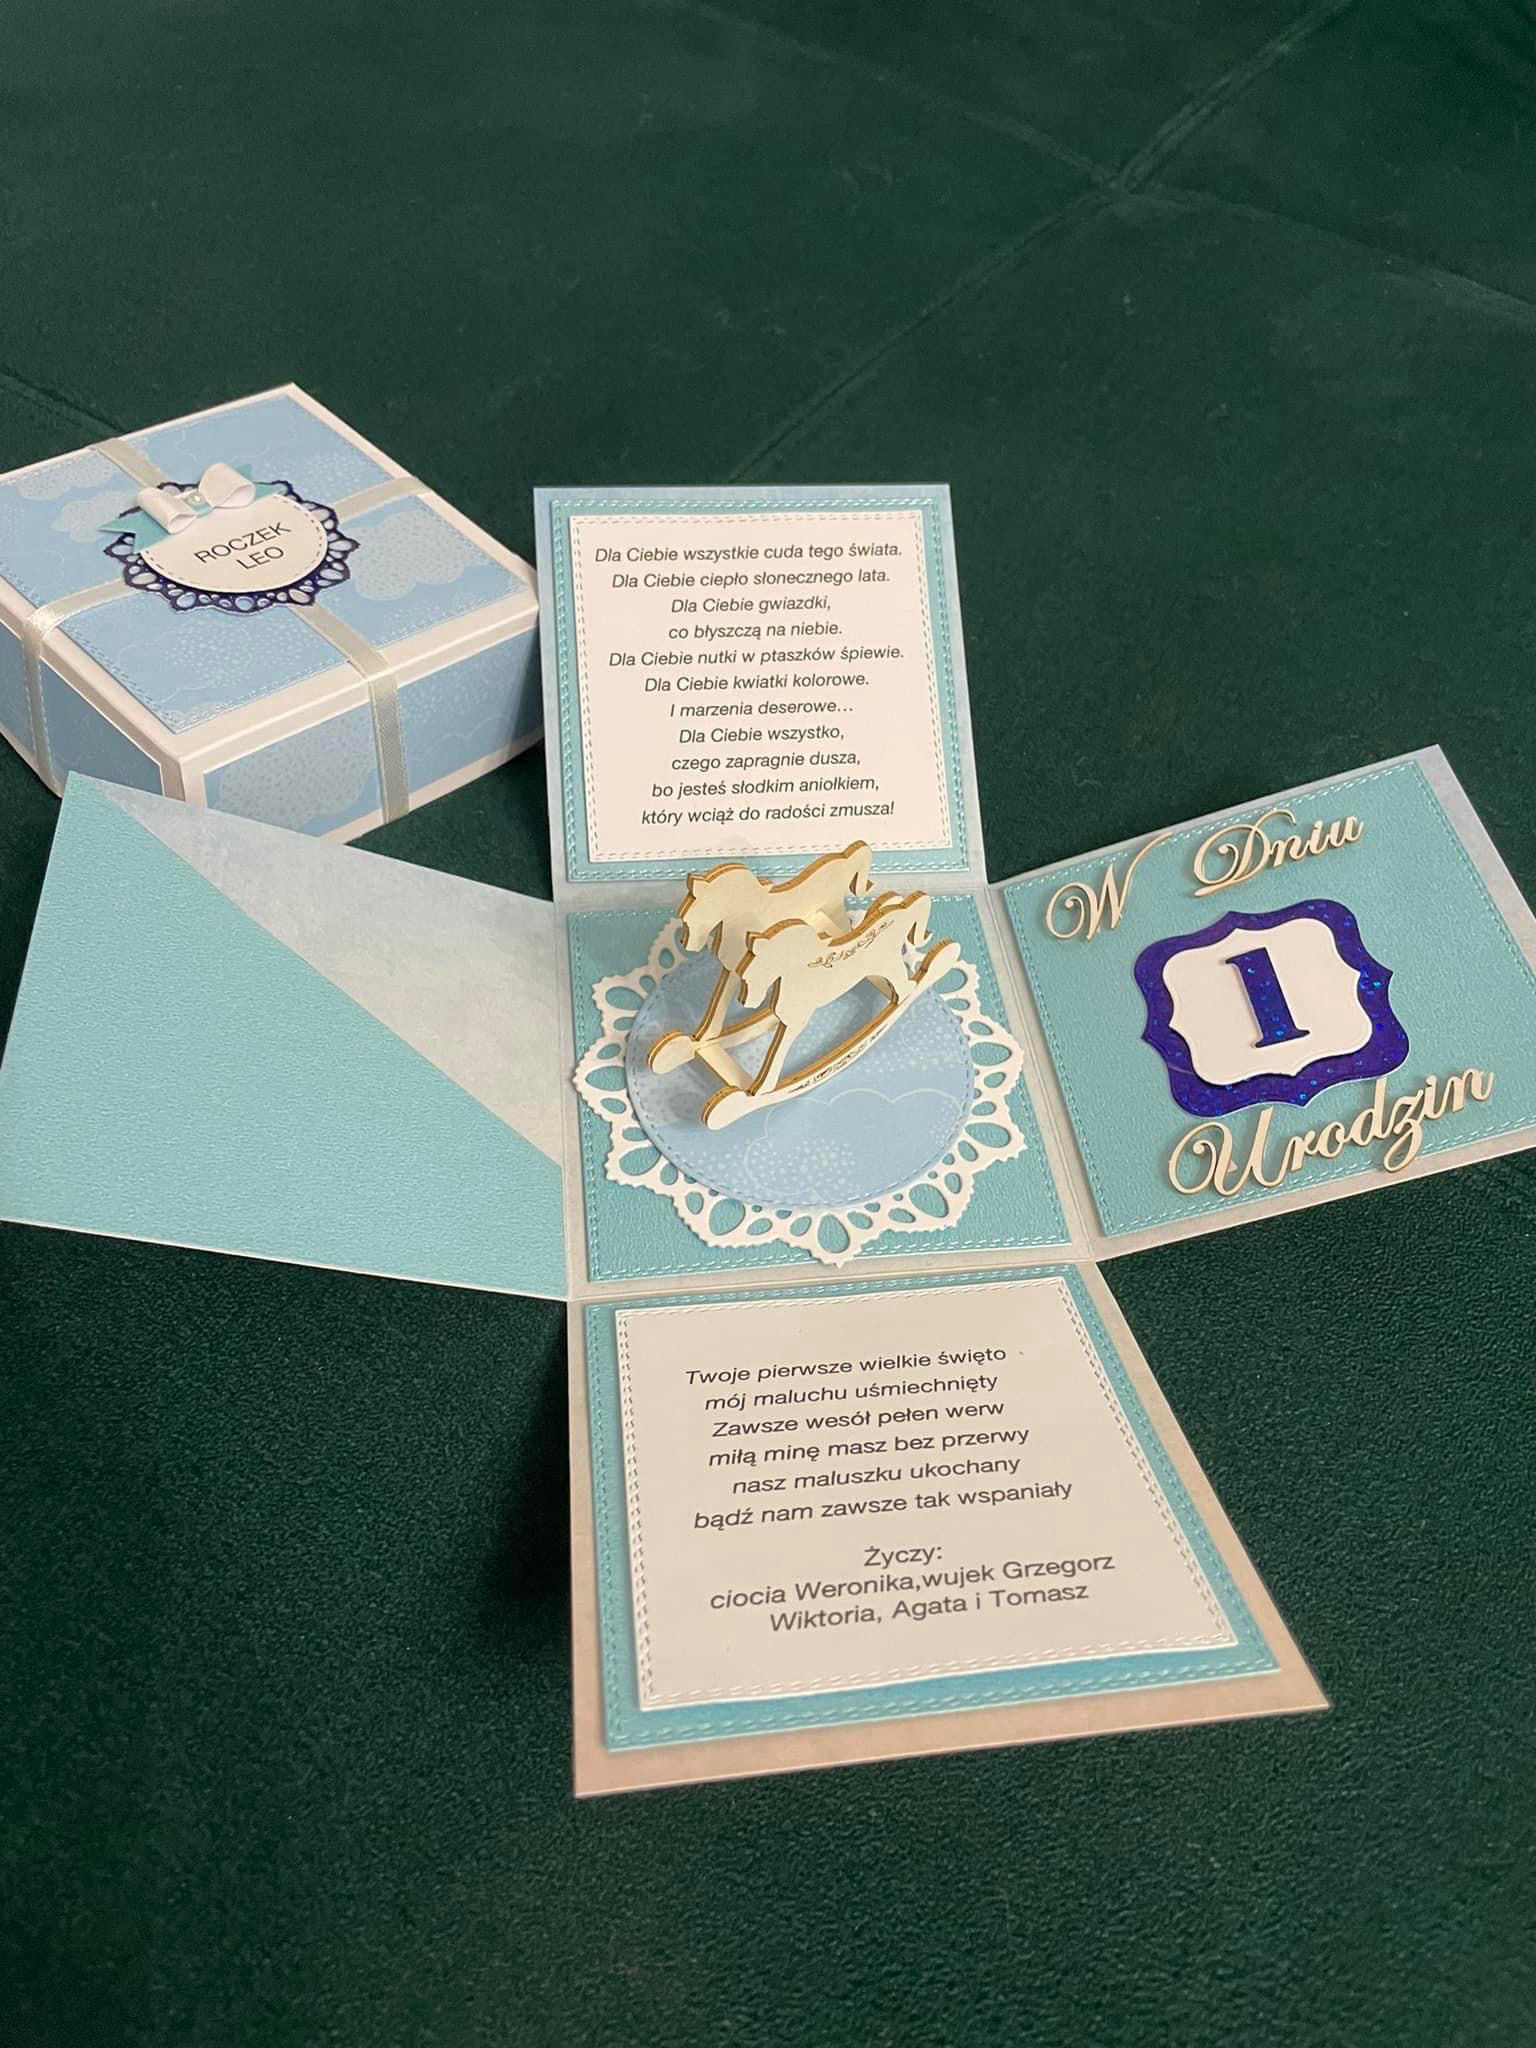 ROCZEK
LEO
Dla Ciebie wszystkie cuda tego świata.
Dla Ciebie ciepło słonecznego lata.
Dla Ciebie gwiazdki,
co błyszczą na niebie.
Dla Ciebie nutki w ptaszków śpiewie.
Dla Ciebie kwiatki kolorowe.
I marzenia deserowe…
Dla Ciebie wszystko,
czego zapragnie dusza,
bo jesteś słodkim aniołkiem,
który wciąż do radości zmusza!
W Dniu
1
Urodzin
Twoje pierwsze wielkie święto
mój maluchu uśmiechnięty
Zawsze wesół pełen werw
miłą minę masz bez przerwy
nasz maluszku ukochany
bądź nam zawsze tak wspaniały
Życzy:
ciocia Weronika,wujek Grzegorz
Wiktoria, Agata i Tomasz